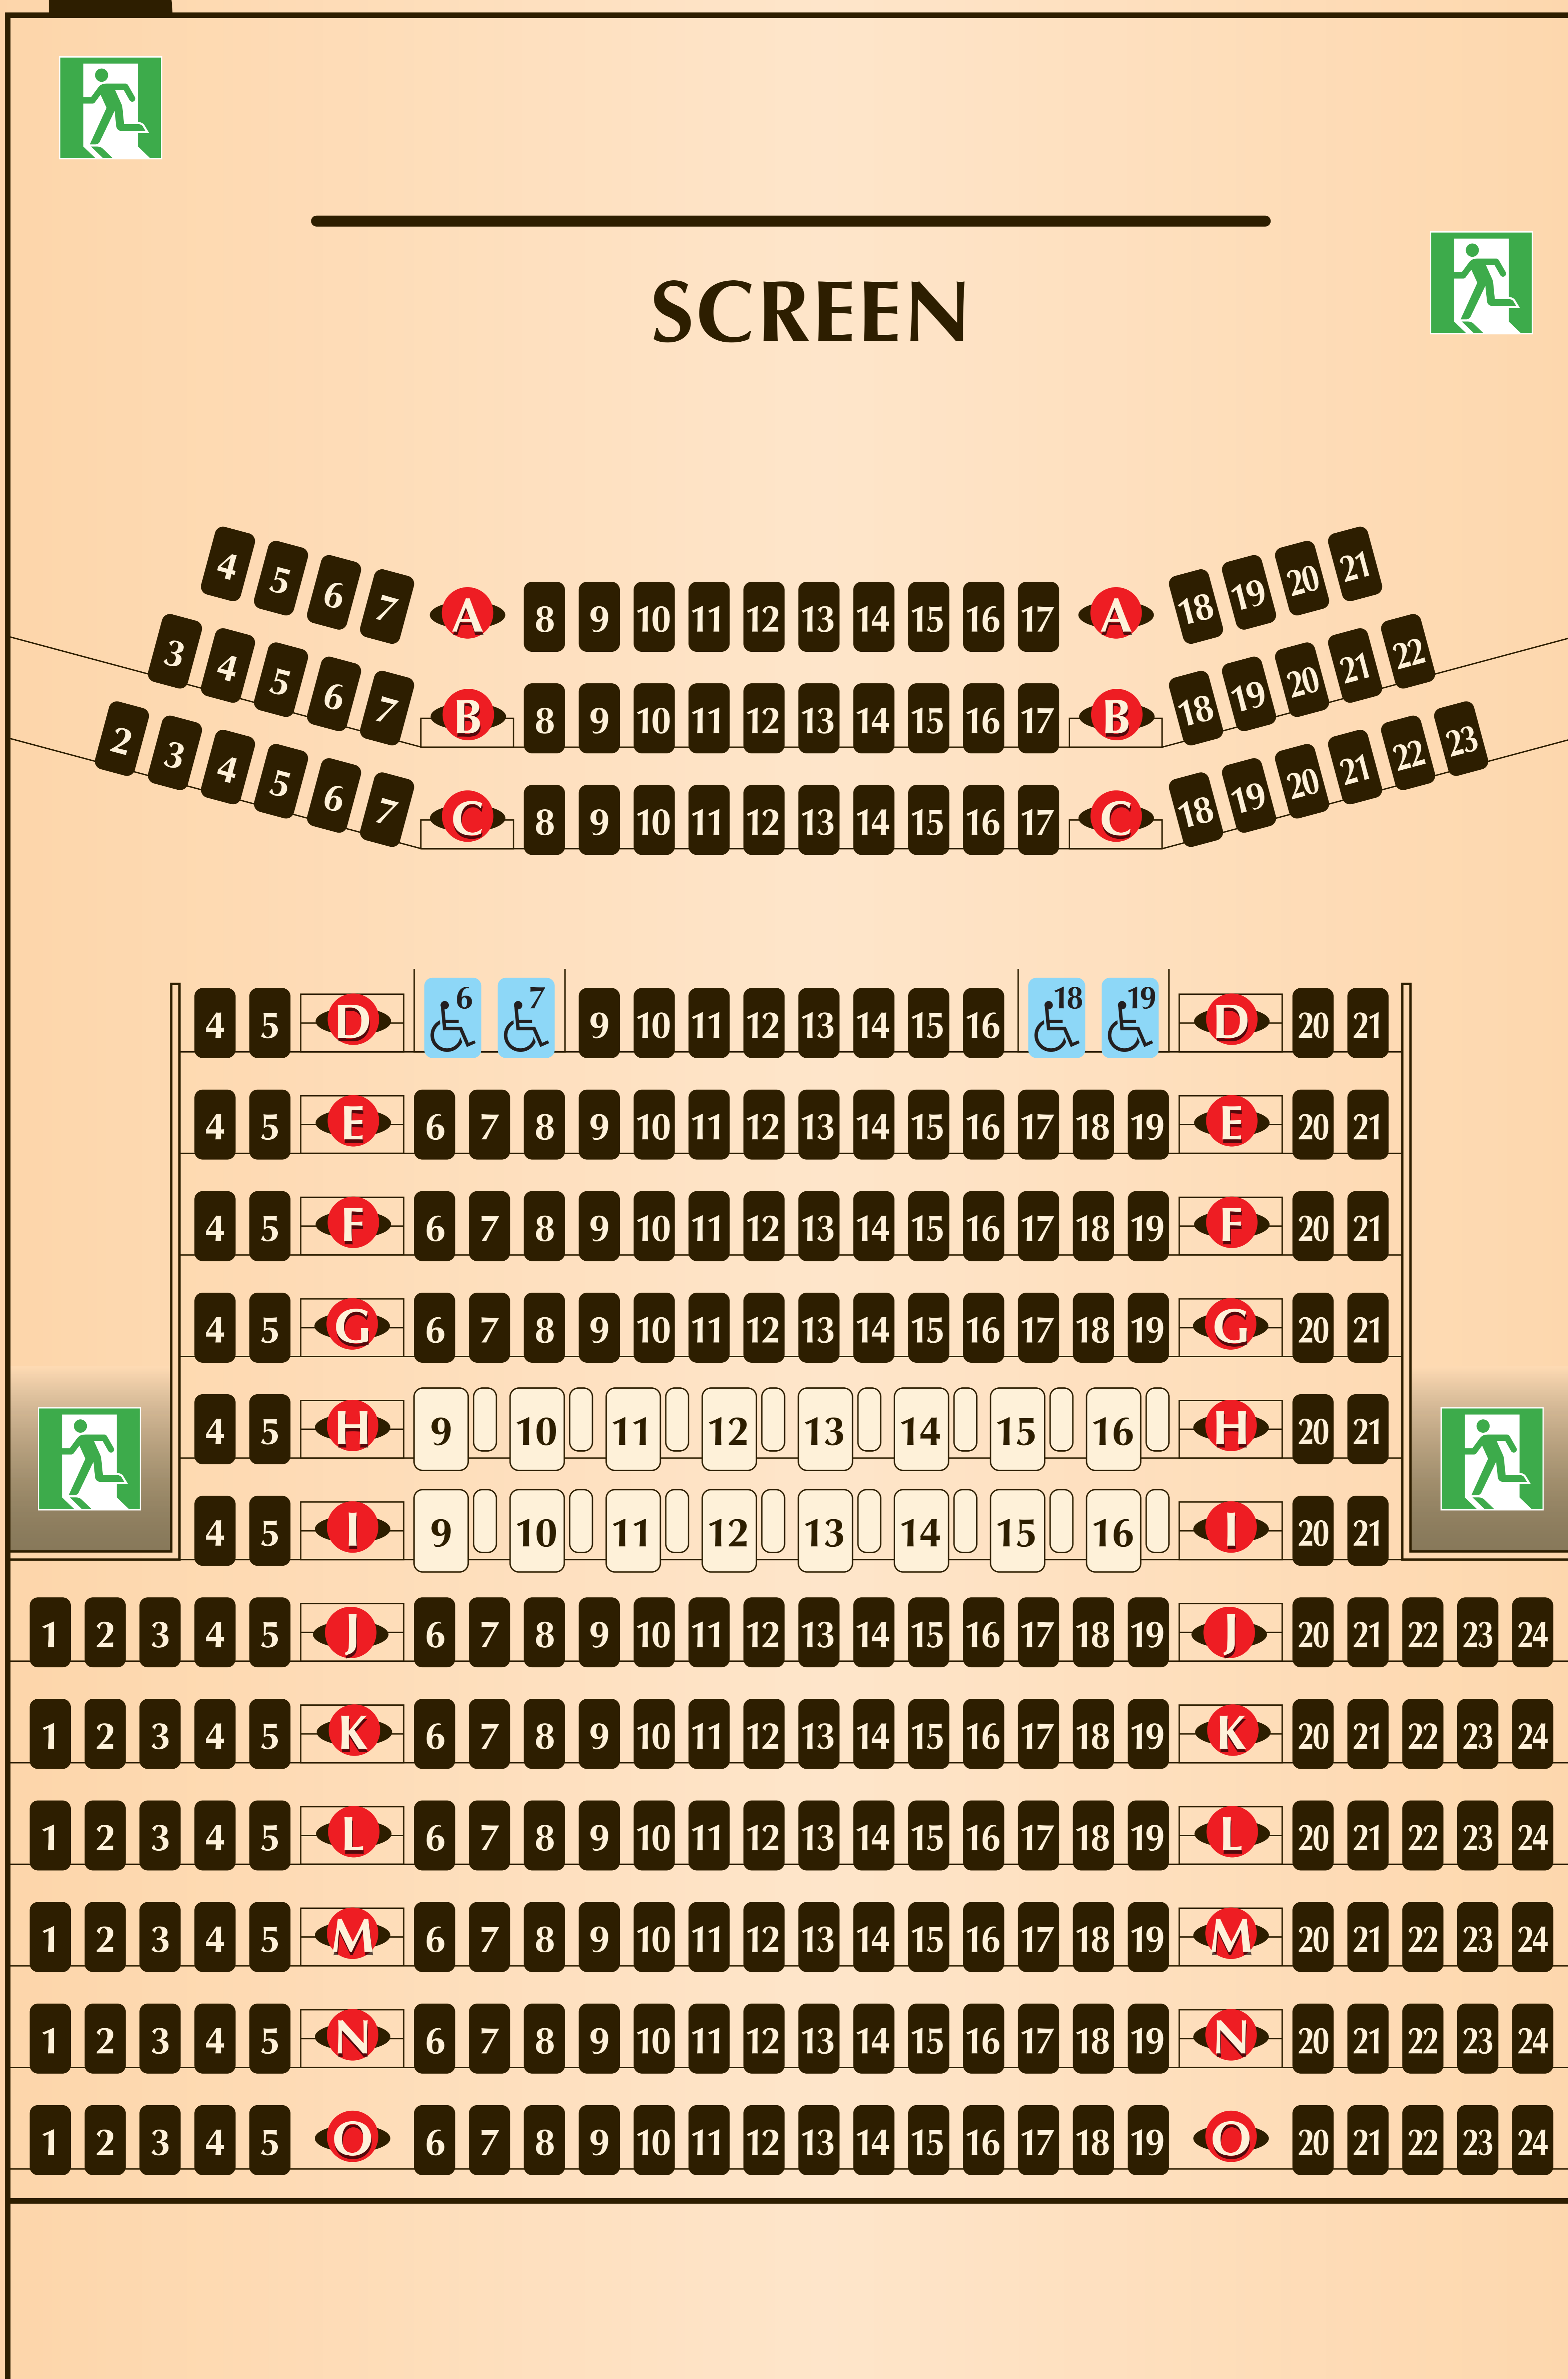 SCREEN
4 5 6 7 A 8 9 10 11 12 13 14 15 16 17 A 18 19 20 21
3 4 5 6 7 B 8 9 10 11 12 13 14 15 16 17 B 18 19 20 21 22
2 3 4 5 6 7 C 8 9 10 11 12 13 14 15 16 17 C 18 19 20 21 22 23
4 5 D 6 7 9 10 11 12 13 14 15 16 18 19 D 20 21
4 5 E 6 7 8 9 10 11 12 13 14 15 16 17 18 19 E 20 21
4 5 F 6 7 8 9 10 11 12 13 14 15 16 17 18 19 F 20 21
4 5 G 6 7 8 9 10 11 12 13 14 15 16 17 18 19 G 20 21
4 5 H 9 10 11 12 13 14 15 16 H 20 21
4 5 I 9 10 11 12 13 14 15 16 I 20 21
1 2 3 4 5 J 6 7 8 9 10 11 12 13 14 15 16 17 18 19 J 20 21 22 23 24
1 2 3 4 5 K 6 7 8 9 10 11 12 13 14 15 16 17 18 19 K 20 21 22 23 24
1 2 3 4 5 L 6 7 8 9 10 11 12 13 14 15 16 17 18 19 L 20 21 22 23 24
1 2 3 4 5 M 6 7 8 9 10 11 12 13 14 15 16 17 18 19 M 20 21 22 23 24
1 2 3 4 5 N 6 7 8 9 10 11 12 13 14 15 16 17 18 19 N 20 21 22 23 24
1 2 3 4 5 O 6 7 8 9 10 11 12 13 14 15 16 17 18 19 O 20 21 22 23 24